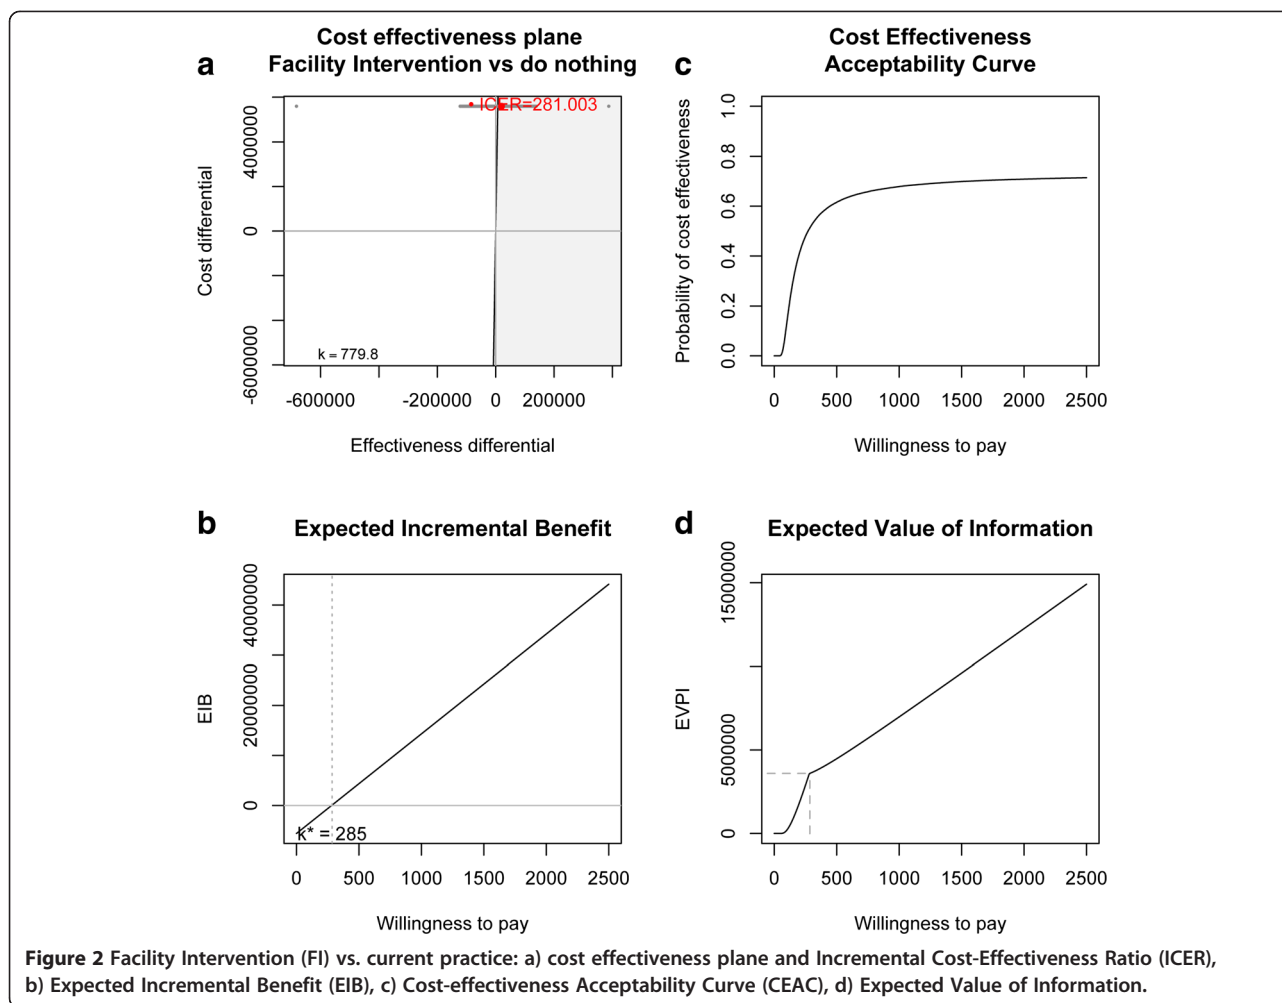 a
Cost effectiveness plane
Facility Intervention vs do nothing
ICER=281.003
4000000
0
-6000000
Cost differential
k = 779.8
-600000 -200000 0 200000
Effectiveness differential
c
Cost Effectiveness
Acceptability Curve
1.0
0.8
0.6
0.4
0.2
0.0
Probability of cost effectiveness
0 500 1000 1500 2000 2500
Willingness to pay
b
Expected Incremental Benefit
40000000
20000000
0
EIB
k* = 285
0 500 1000 1500 2000 2500
Willingness to pay
d
Expected Value of Information
15000000
5000000
0
EVPI
0 500 1000 1500 2000 2500
Willingness to pay
Figure 2 Facility Intervention (FI) vs. current practice: a) cost effectiveness plane and Incremental Cost-Effectiveness Ratio (ICER),
b) Expected Incremental Benefit (EIB), c) Cost-effectiveness Acceptability Curve (CEAC), d) Expected Value of Information.